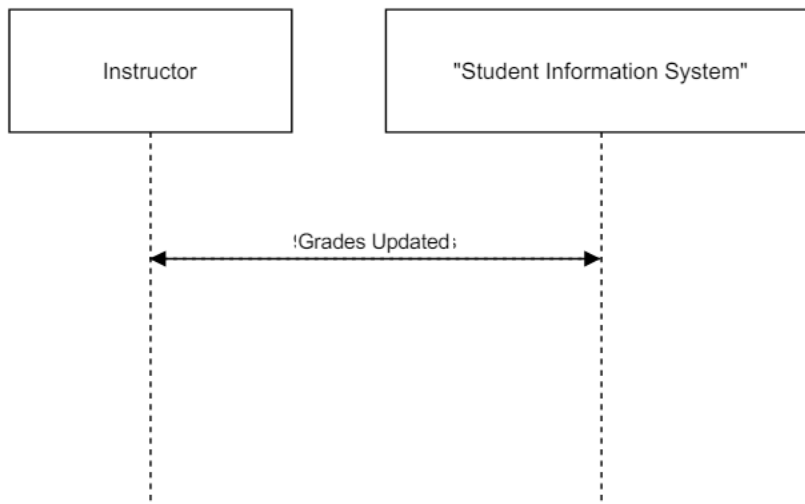 Instructor
"Student Information System"
Grades Updated